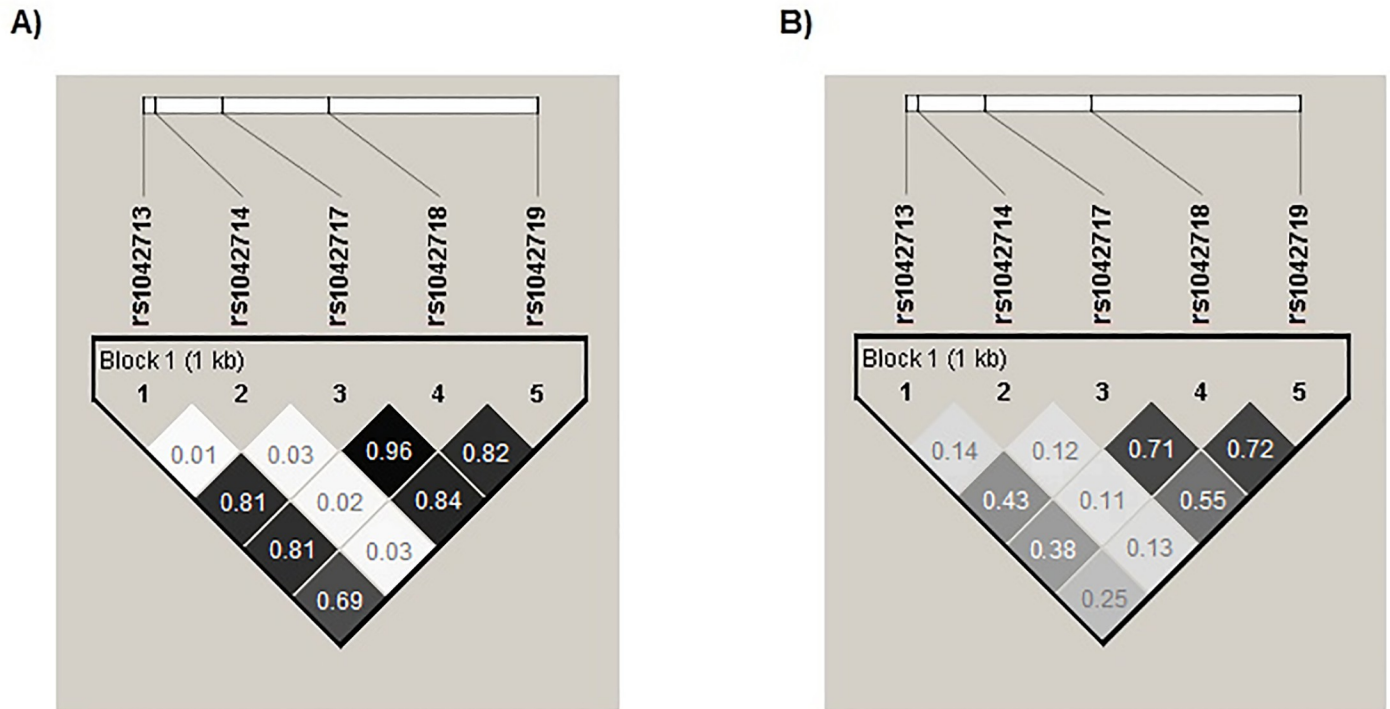 A)
rs1042713
rs1042714
rs1042717
rs1042718
rs1042719
Block 1 (1 kb)
1 2 3 4 5
0.01 0.03 0.96 0.82
0.81 0.02 0.84
0.81 0.03
0.69
B)
rs1042713
rs1042714
rs1042717
rs1042718
rs1042719
Block 1 (1 kb)
1 2 3 4 5
0.14 0.12 0.71 0.72
0.43 0.11 0.55
0.38 0.13
0.25